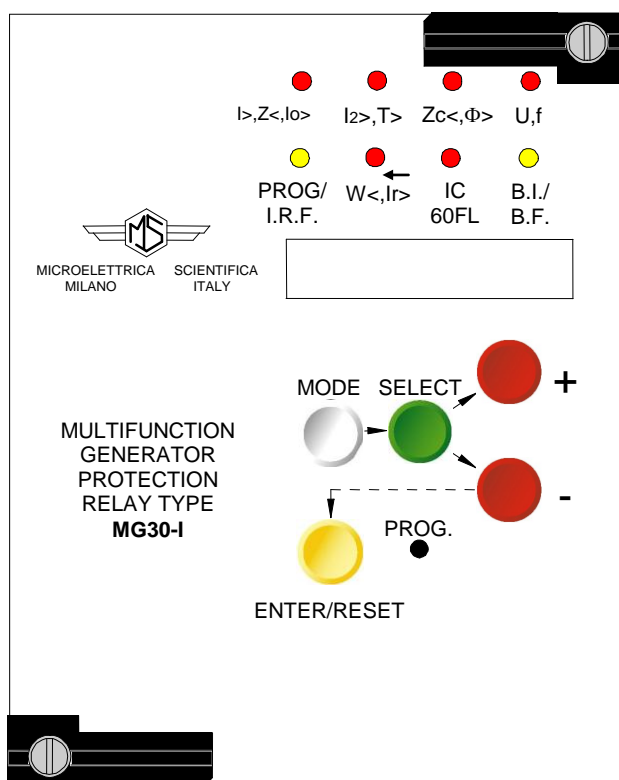 I>,Z<,Io> I2>,T> Zc<,Φ> U,f
PROG/ I.R.F.
W<,Ir>
IC 60FL
B.I./ B.F.
MS
MICROELETTRICA SCIENTIFICA
MILANO ITALY
MODE SELECT
+
MULTIFUNCTION
GENERATOR
PROTECTION
RELAY TYPE
MG30-I
-
PROG.
ENTER/RESET